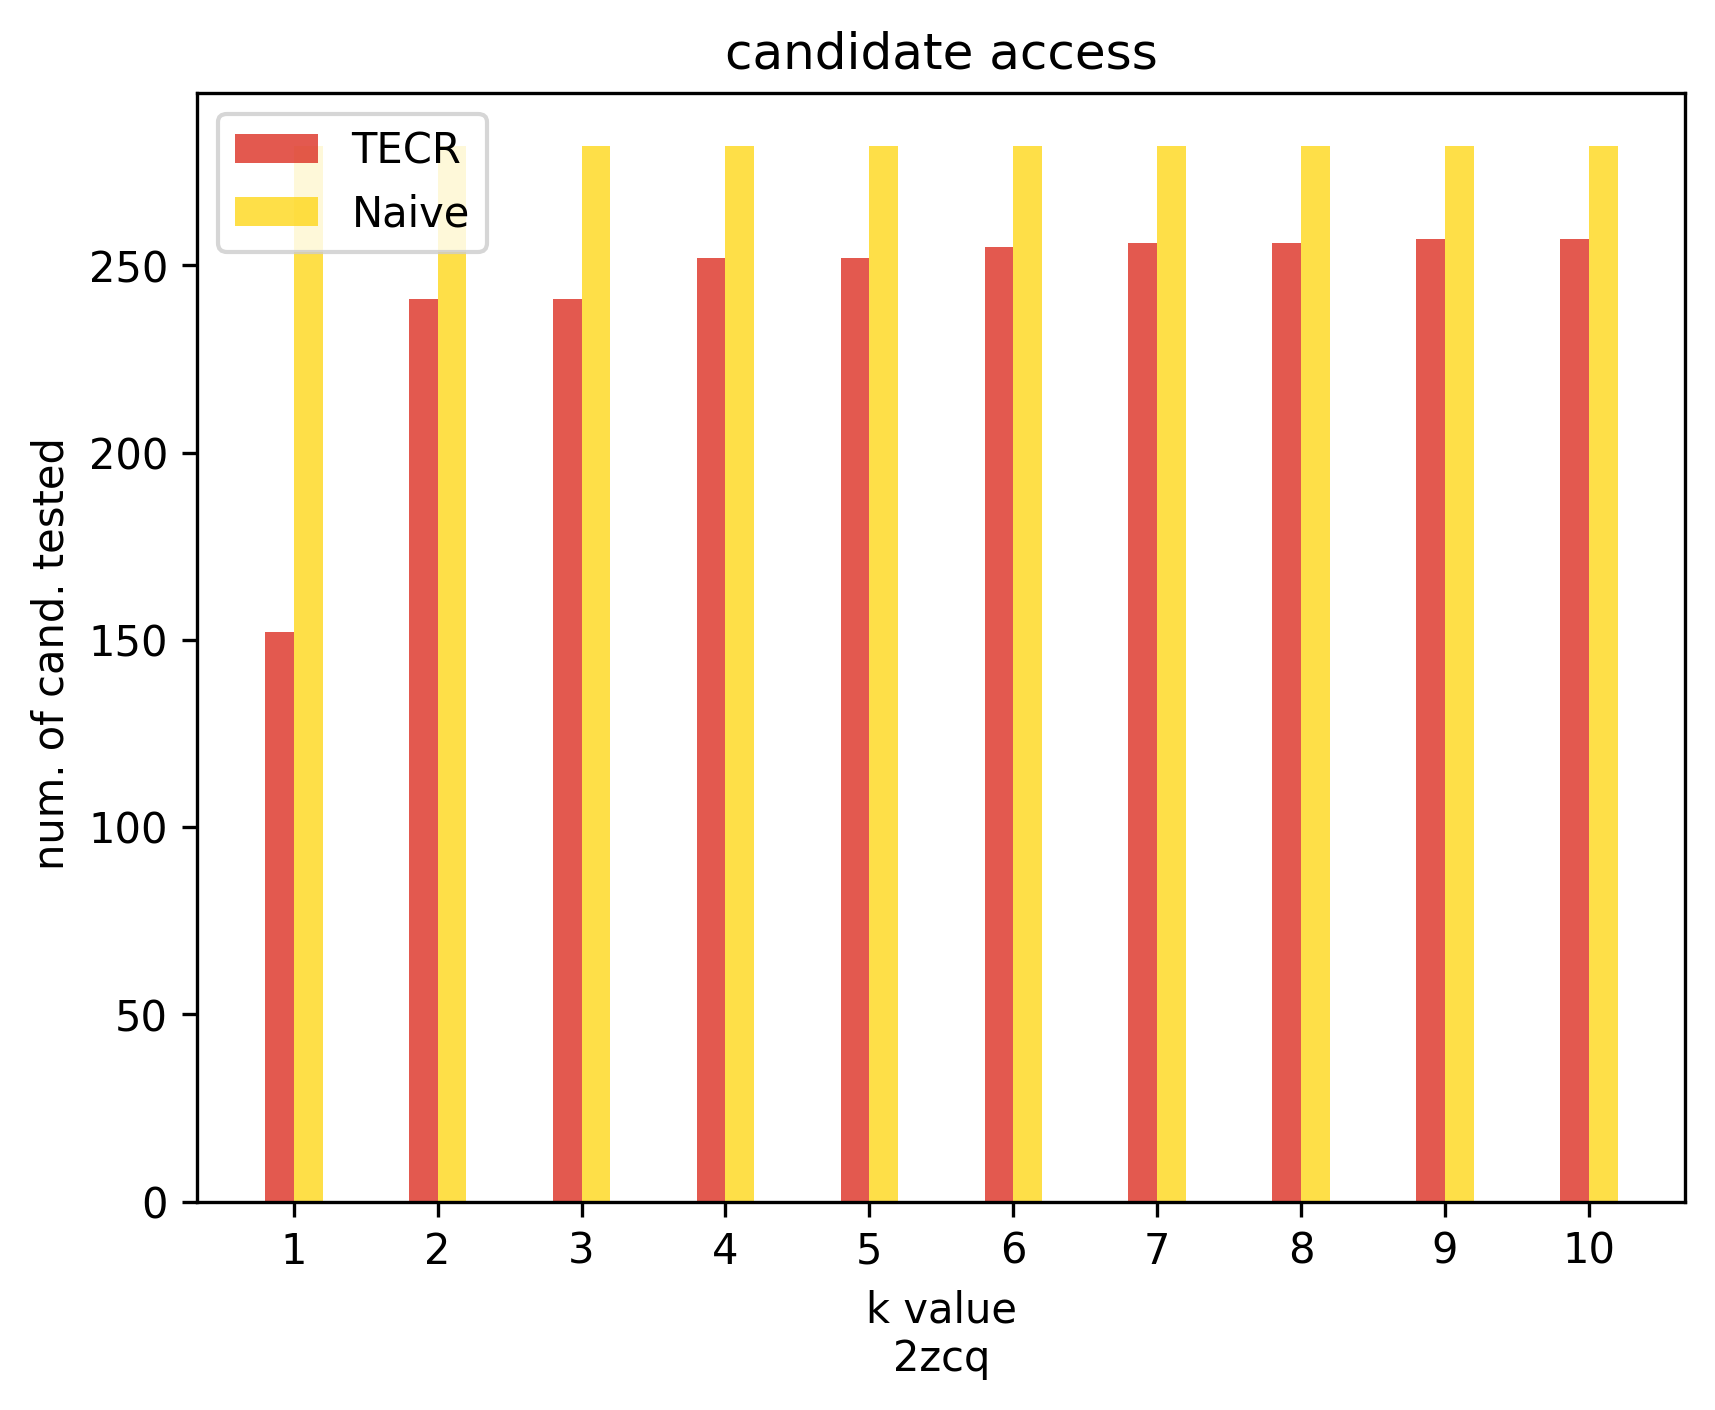 candidate access
TECR
Naive
250
200
150
100
50
0
num. of cand. tested
1 2 3 4 5 6 7 8 9 10
k value
2zcq